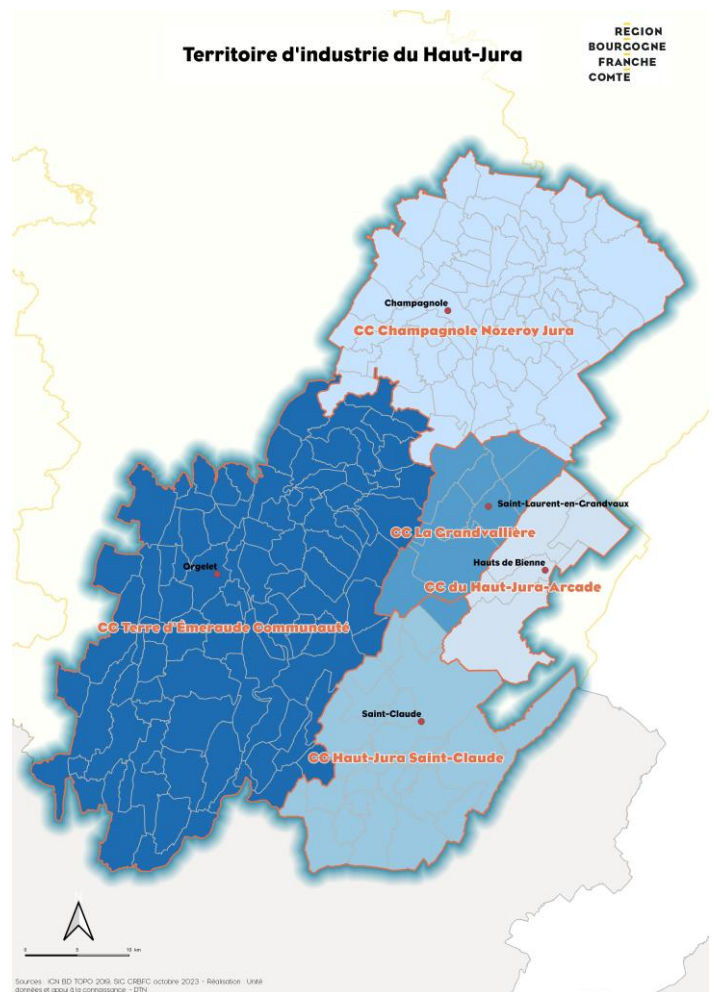 Territoire d'industrie du Haut-Jura
REGION
BOURGOGNE
FRANCHE
COMTE
Champagnole
CC Champagnole Nozeroy Jura
Saint-Laurent-en-Grandvaux
CC La Grandvallière
Hauts de Bienne
Orgelet
CC du Haut-Jura-Arcade
CC Terre d'Émeraude Communauté
Saint-Claude
CC Haut-Jura Saint-Claude
0 5 10 km
Sources : IGN BD TOPO 2019, SIC CRBFC octobre 2023 - Réalisation : Unité
données et appui à la connaissance - DTN